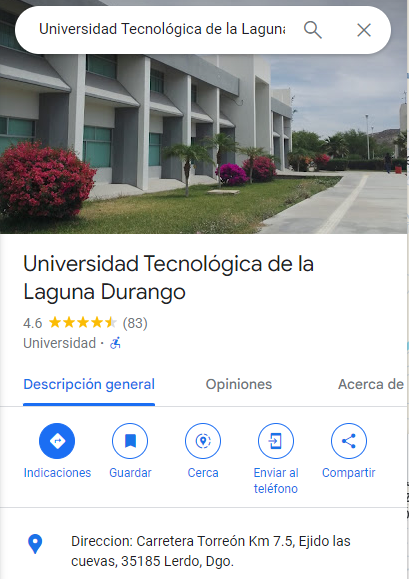 Universidad Tecnológica de la Laguna
Universidad Tecnológica de la
Laguna Durango
4.6 (83)
Universidad ·
Descripción general Opiniones Acerca de
Indicaciones Guardar Cerca Enviar al teléfono Compartir
Direccion: Carretera Torreón Km 7.5, Ejido las
cuevas, 35185 Lerdo, Dgo.